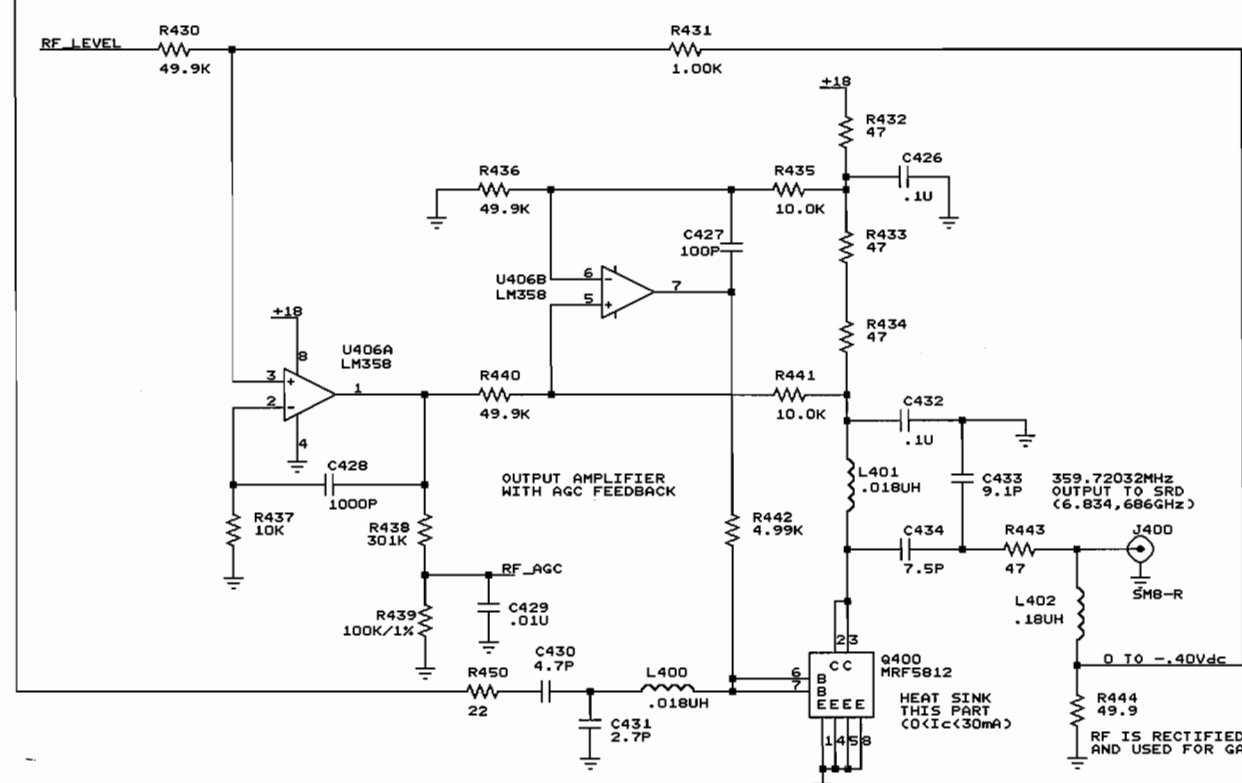 RF_LEVEL
R430
49.9K
R431
1.00K
+18
R432
47
C426
.1U
R436
49.9K
R435
10.0K
C427
100P
R433
47
U406B
LM358
6
5
7
-
+
R434
47
+18
8
U406A
LM358
3
2
1
4
+
-
R440
49.9K
R441
10.0K
C432
.1U
C428
1000P
OUTPUT AMPLIFIER
WITH AGC FEEDBACK
L401
.018UH
C433
9.1P
359.72032MHz
OUTPUT TO SRD
(6.834,686GHz)
J400
SMB-R
R437
10K
R438
301K
R442
4.99K
C434
7.5P
R443
47
RF_AGC
R439
100K/1%
C429
.01U
L402
.18UH
C430
4.7P
L400
.018UH
R450
22
C431
2.7P
2 3
C C
6 B
7 B
EEEE
1 4 5 8
Q400
MRF5812
HEAT SINK
THIS PART
(0<Ic<30mA)
0 TO -.40Vdc
R444
49.9
RF IS RECTIFIED
AND USED FOR GA